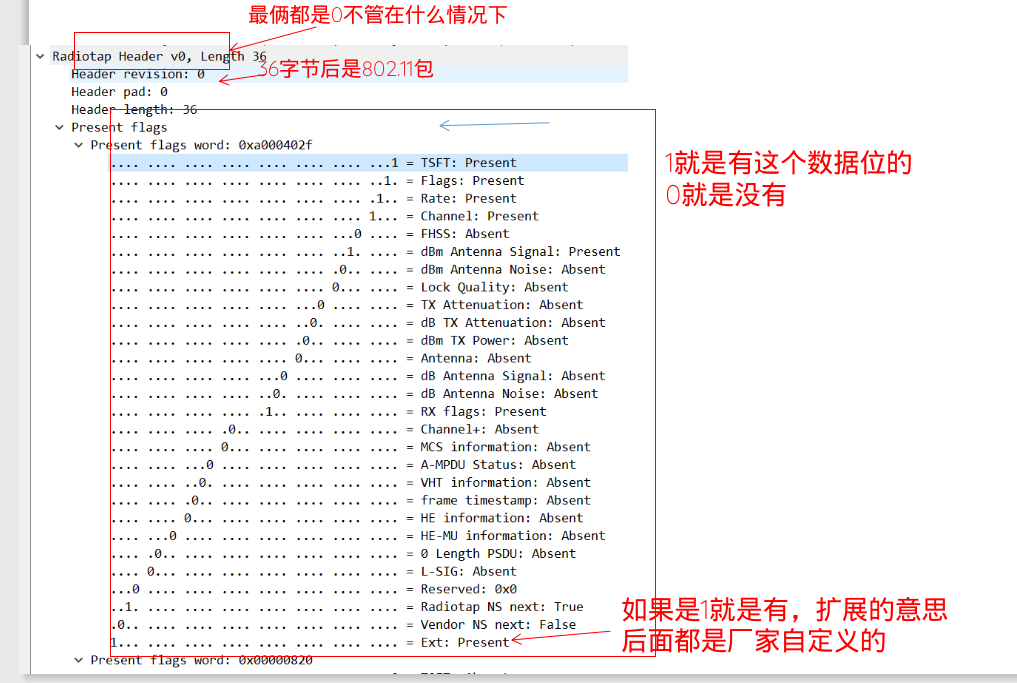 最俩都是0不管在什么情况下
Radiotap Header v0, Length 36
36字节后是802.11包
Header revision: 0
Header pad: 0
Header length: 36
Present flags
Present flags word: 0xa000402f
.... .... .... .... .... .... .... ...1 = TSFT: Present
.... .... .... .... .... .... .... ..1. = Flags: Present
.... .... .... .... .... .... .... .1.. = Rate: Present
.... .... .... .... .... .... .... 1... = Channel: Present
.... .... .... .... .... .... ...0 .... = FHSS: Absent
.... .... .... .... .... .... ..1. .... = dBm Antenna Signal: Present
.... .... .... .... .... .... .0.. .... = dBm Antenna Noise: Absent
.... .... .... .... .... .... 0... .... = Lock Quality: Absent
.... .... .... .... .... ...0 .... .... = TX Attenuation: Absent
.... .... .... .... .... ..0. .... .... = dB TX Attenuation: Absent
.... .... .... .... .... .0.. .... .... = dBm TX Power: Absent
.... .... .... .... .... 0... .... .... = Antenna: Absent
.... .... .... .... ...0 .... .... .... = dB Antenna Signal: Absent
.... .... .... .... ..0. .... .... .... = dB Antenna Noise: Absent
.... .... .... .... .1.. .... .... .... = RX flags: Present
.... .... .... .0.. .... .... .... .... = Channel+: Absent
.... .... .... 0... .... .... .... .... = MCS information: Absent
.... .... ...0 .... .... .... .... .... = A-MPDU Status: Absent
.... .... ..0. .... .... .... .... .... = VHT information: Absent
.... .... .0.. .... .... .... .... .... = frame timestamp: Absent
.... .... 0... .... .... .... .... .... = HE information: Absent
.... ...0 .... .... .... .... .... .... = HE-MU information: Absent
.... .0.. .... .... .... .... .... .... = 0 Length PSDU: Absent
.... 0... .... .... .... .... .... .... = L-SIG: Absent
...0 .... .... .... .... .... .... .... = Reserved: 0x0
..1. .... .... .... .... .... .... .... = Radiotap NS next: True
.0.. .... .... .... .... .... .... .... = Vendor NS next: False
1... .... .... .... .... .... .... .... = Ext: Present
Present flags word: 0x00000820
1就是有这个数据位的
0就是没有
如果是1就是有，扩展的意思
后面都是厂家自定义的